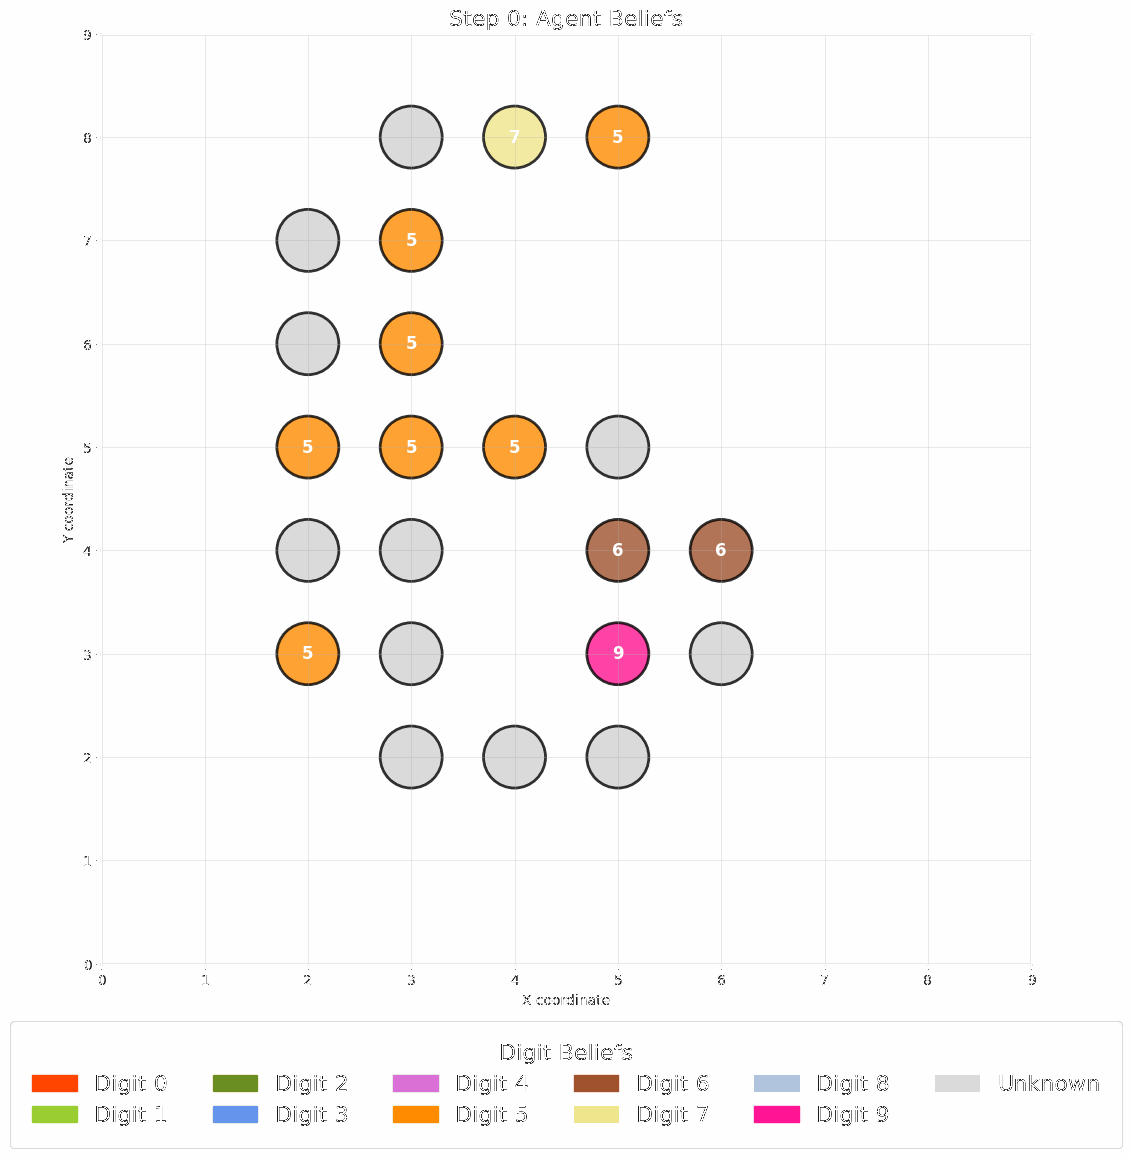 Step 0: Agent Beliefs
9
8
7
6
5
4
3
2
1
0
Y coordinate
7 5
5
5
5 5 5
6 6
5 9
0 1 2 3 4 5 6 7 8 9
X coordinate
Digit Beliefs
Digit 0 Digit 2 Digit 4 Digit 6 Digit 8 Unknown
Digit 1 Digit 3 Digit 5 Digit 7 Digit 9